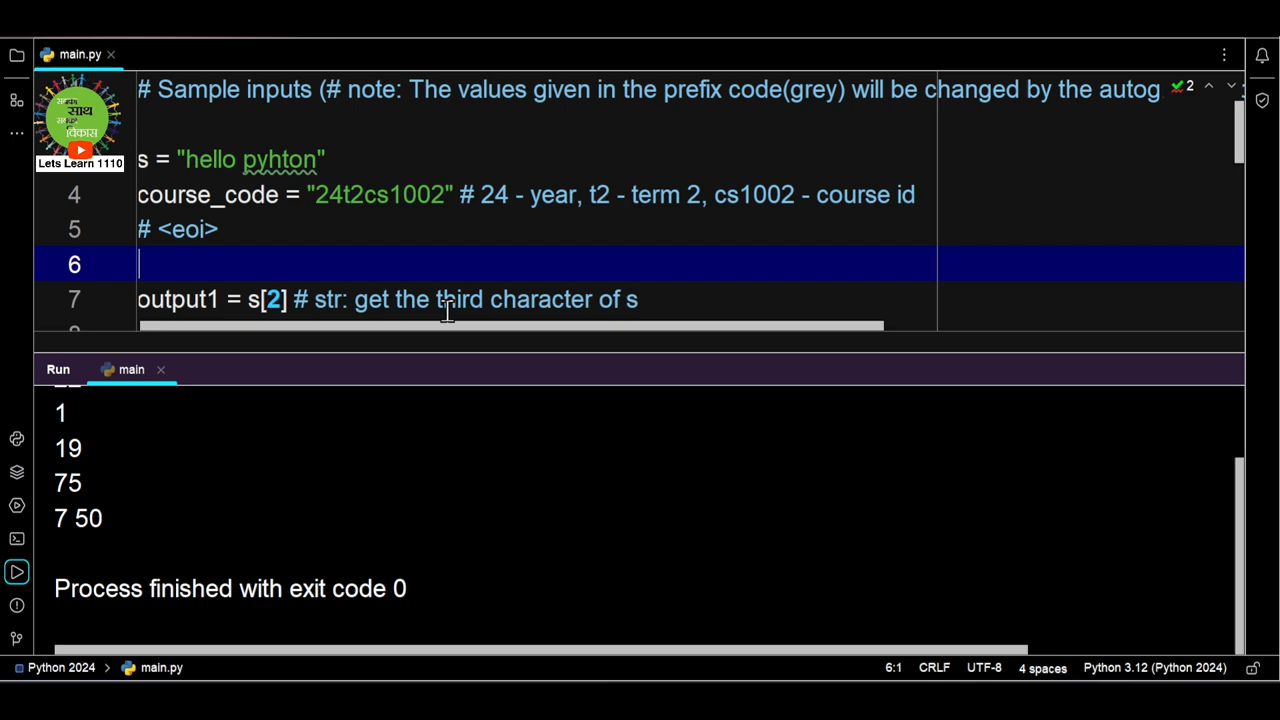 main.py
# Sample inputs (# note: The values given in the prefix code(grey) will be changed by the autog
2
सबका
साथ
सबका
विकास
Lets Learn 1110
s = "hello pyhton"
4 course_code = "24t2cs1002" # 24 - year, t2 - term 2, cs1002 - course id
5 # <eoi>
6
7 output1 = s[2] # str: get the third character of s
Run main
1
19
75
7 50
Process finished with exit code 0
Python 2024 > main.py 6:1 CRLF UTF-8 4 spaces Python 3.12 (Python 2024)